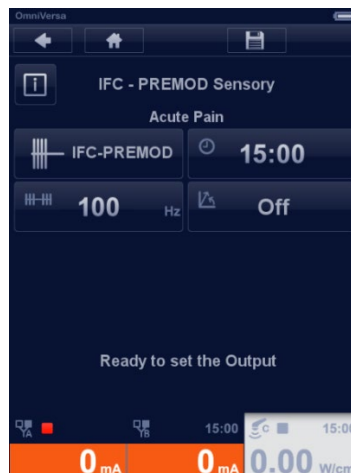 OmniVersa
IFC - PREMOD Sensory
Acute Pain
IFC-PREMOD
15:00
100 Hz
Off
Ready to set the Output
A
B
15:00
C
15:00
0 mA
0 mA
0.00 W/cm